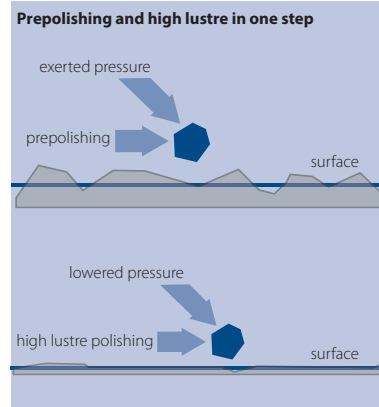 Prepolishing and high lustre in one step
exerted pressure
prepolishing
surface
lowered pressure
high lustre polishing
surface